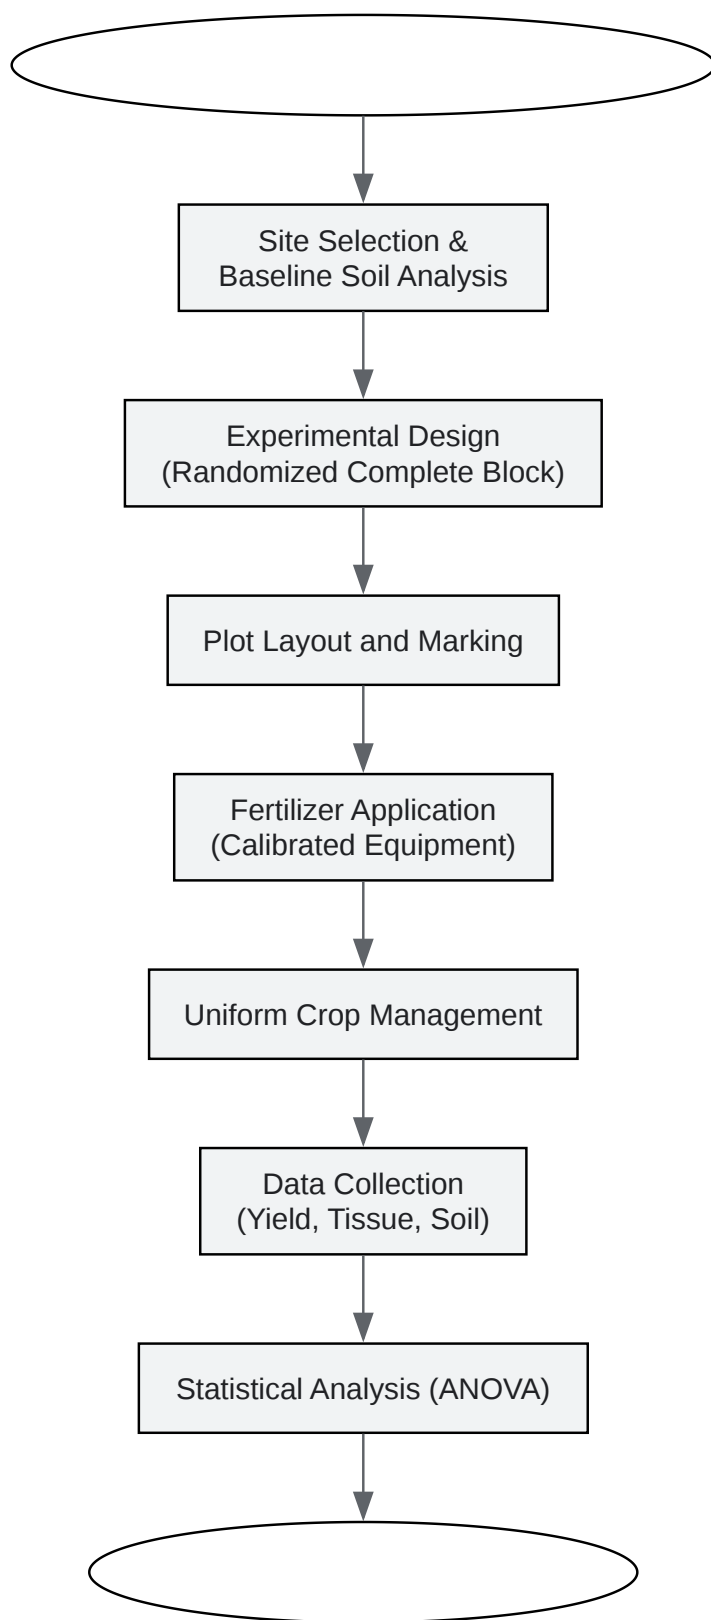 Site Selection &
Baseline Soil Analysis
Experimental Design
(Randomized Complete Block)
Plot Layout and Marking
Fertilizer Application
(Calibrated Equipment)
Uniform Crop Management
Data Collection
(Yield, Tissue, Soil)
Statistical Analysis (ANOVA)